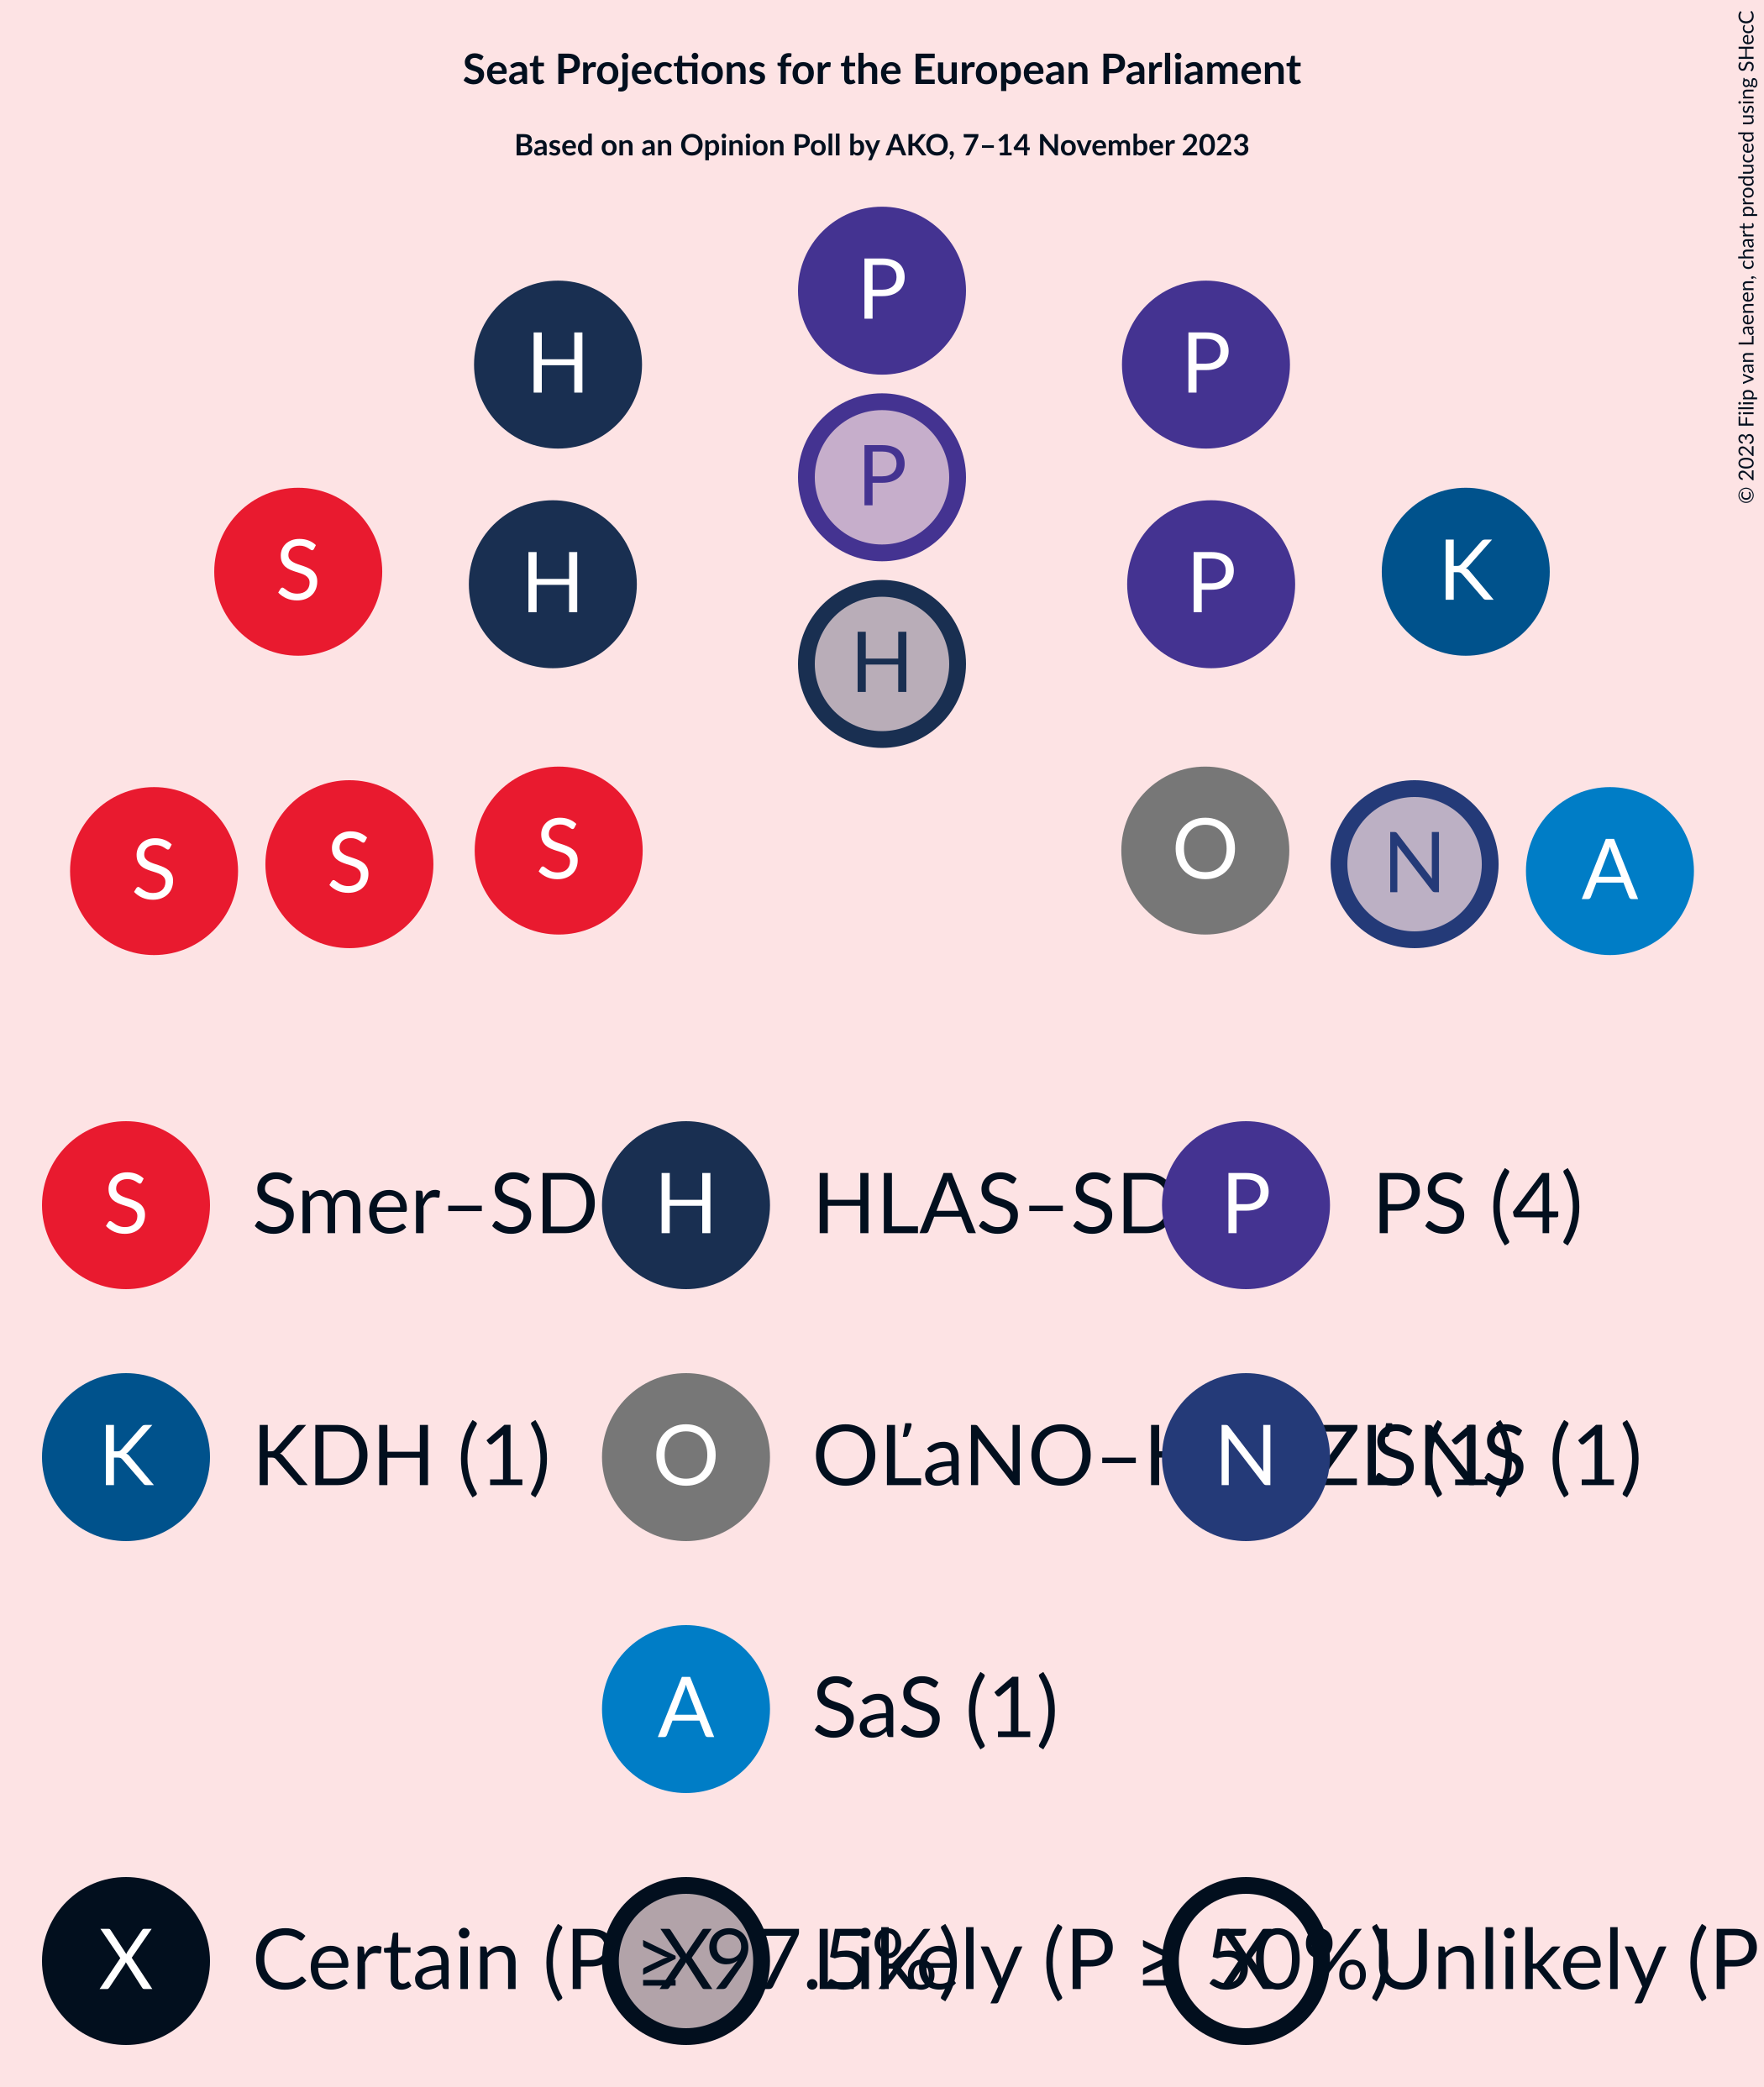 Seat Projections for the European Parliament
Based on an Opinion Poll by AKO, 7–14 November 2023
© 2023 Filip van Laenen, chart produced using SHecC
P
H P
P
S H P K
H
S S S O N A
S Smer–SD H HLAS–SD P PS (4)
K KDH (1) O OĽaNO– N (1) SNS (1)
A SaS (1)
X Certain (P ≥ 97.5%) X Likely (P ≥ 50%) X Unlikely (P